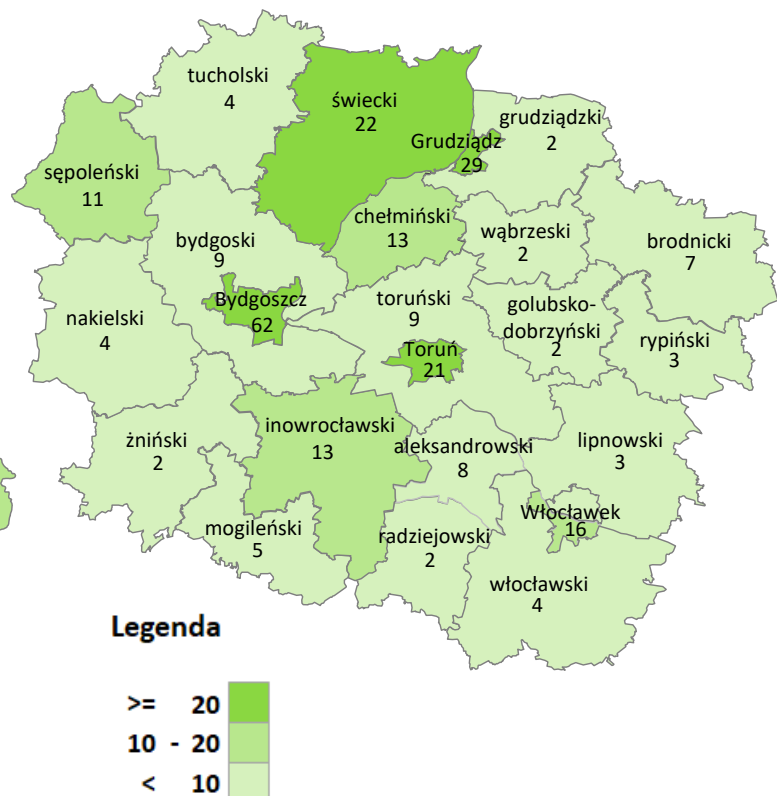 tucholski
4
świecki
22
grudziądzki
2
Grudziądz
29
sępoleński
11
chełmiński
13
wąbrzeski
2
brodnicki
7
bydgoski
9
Bydgoszcz
62
toruński
9
golubsko-
dobrzyński
2
nakielski
4
Toruń
21
rypiński
3
żniński
2
inowrocławski
13
aleksandrowski
8
lipnowski
3
mogileński
5
radziejowski
2
Włocławek
16
włocławski
4
Legenda
>= 20
10 - 20
< 10